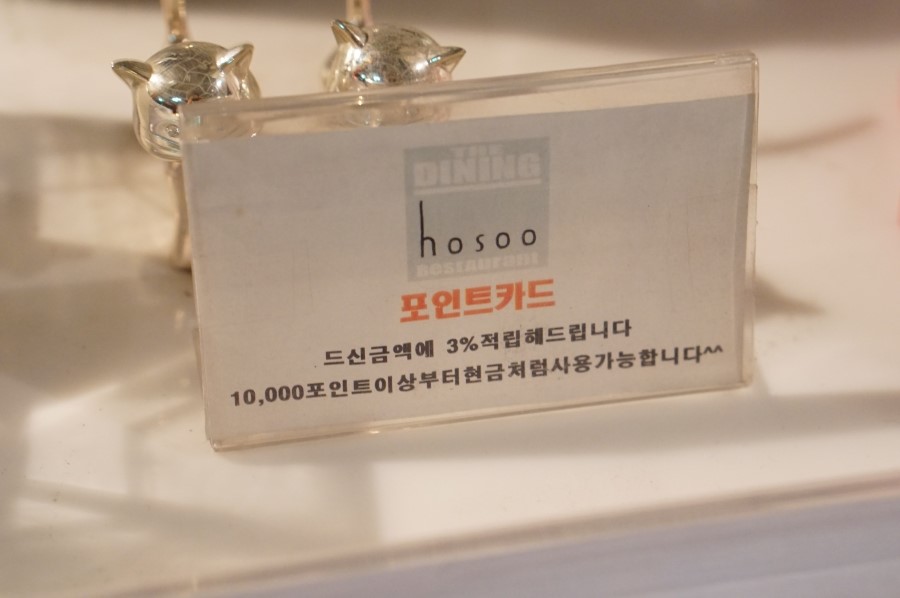 THE
DINING
hosoo
RESTAURANT
포인트카드
드신금액에 3%적립해드립니다
10,000포인트이상부터현금처럼사용가능합니다^^